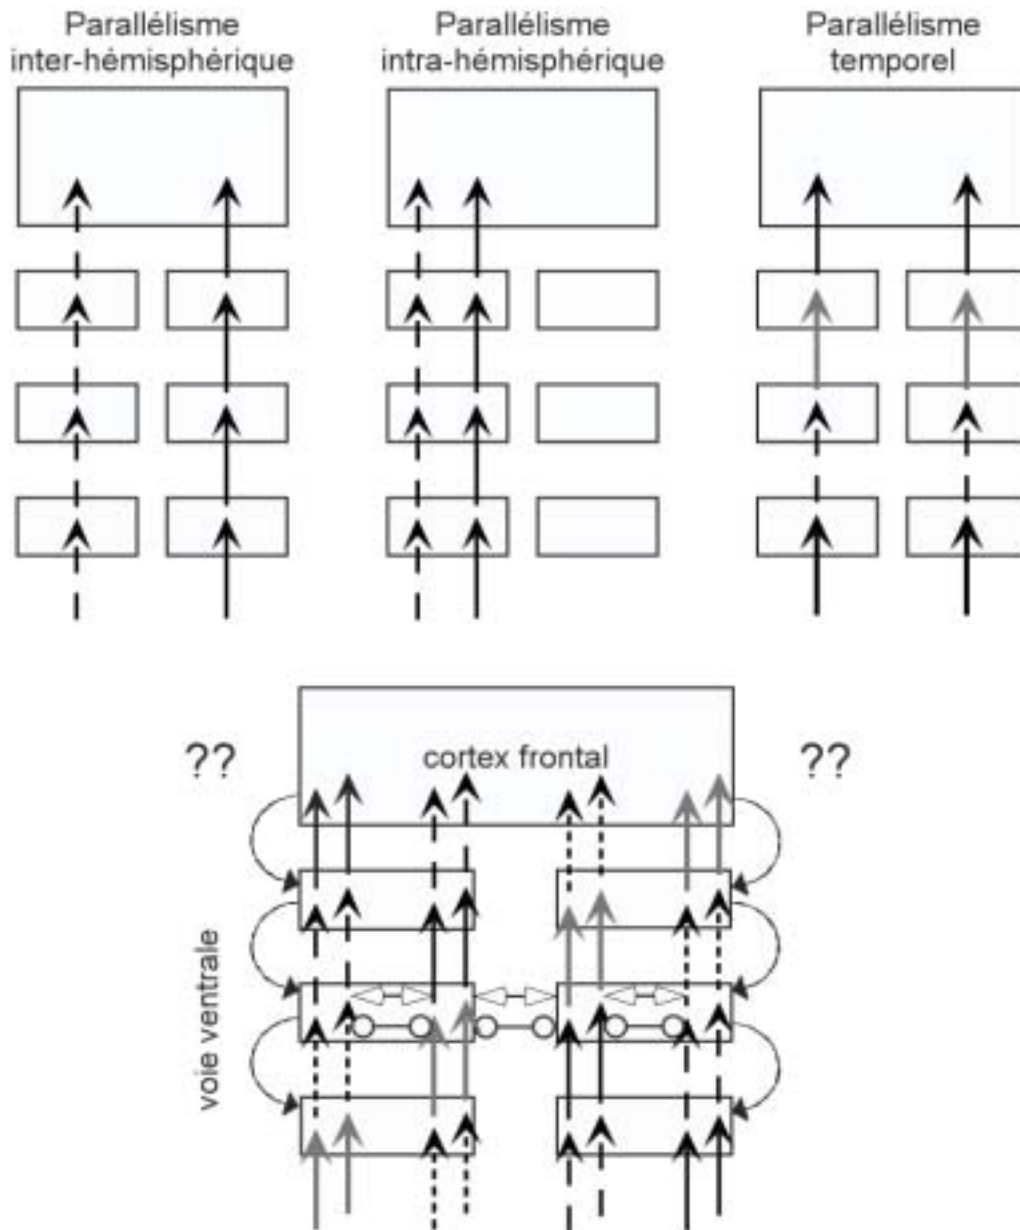 Parallélisme
inter-hémisphérique
Parallélisme
intra-hémisphérique
Parallélisme
temporel
??
cortex frontal
??
voie ventrale